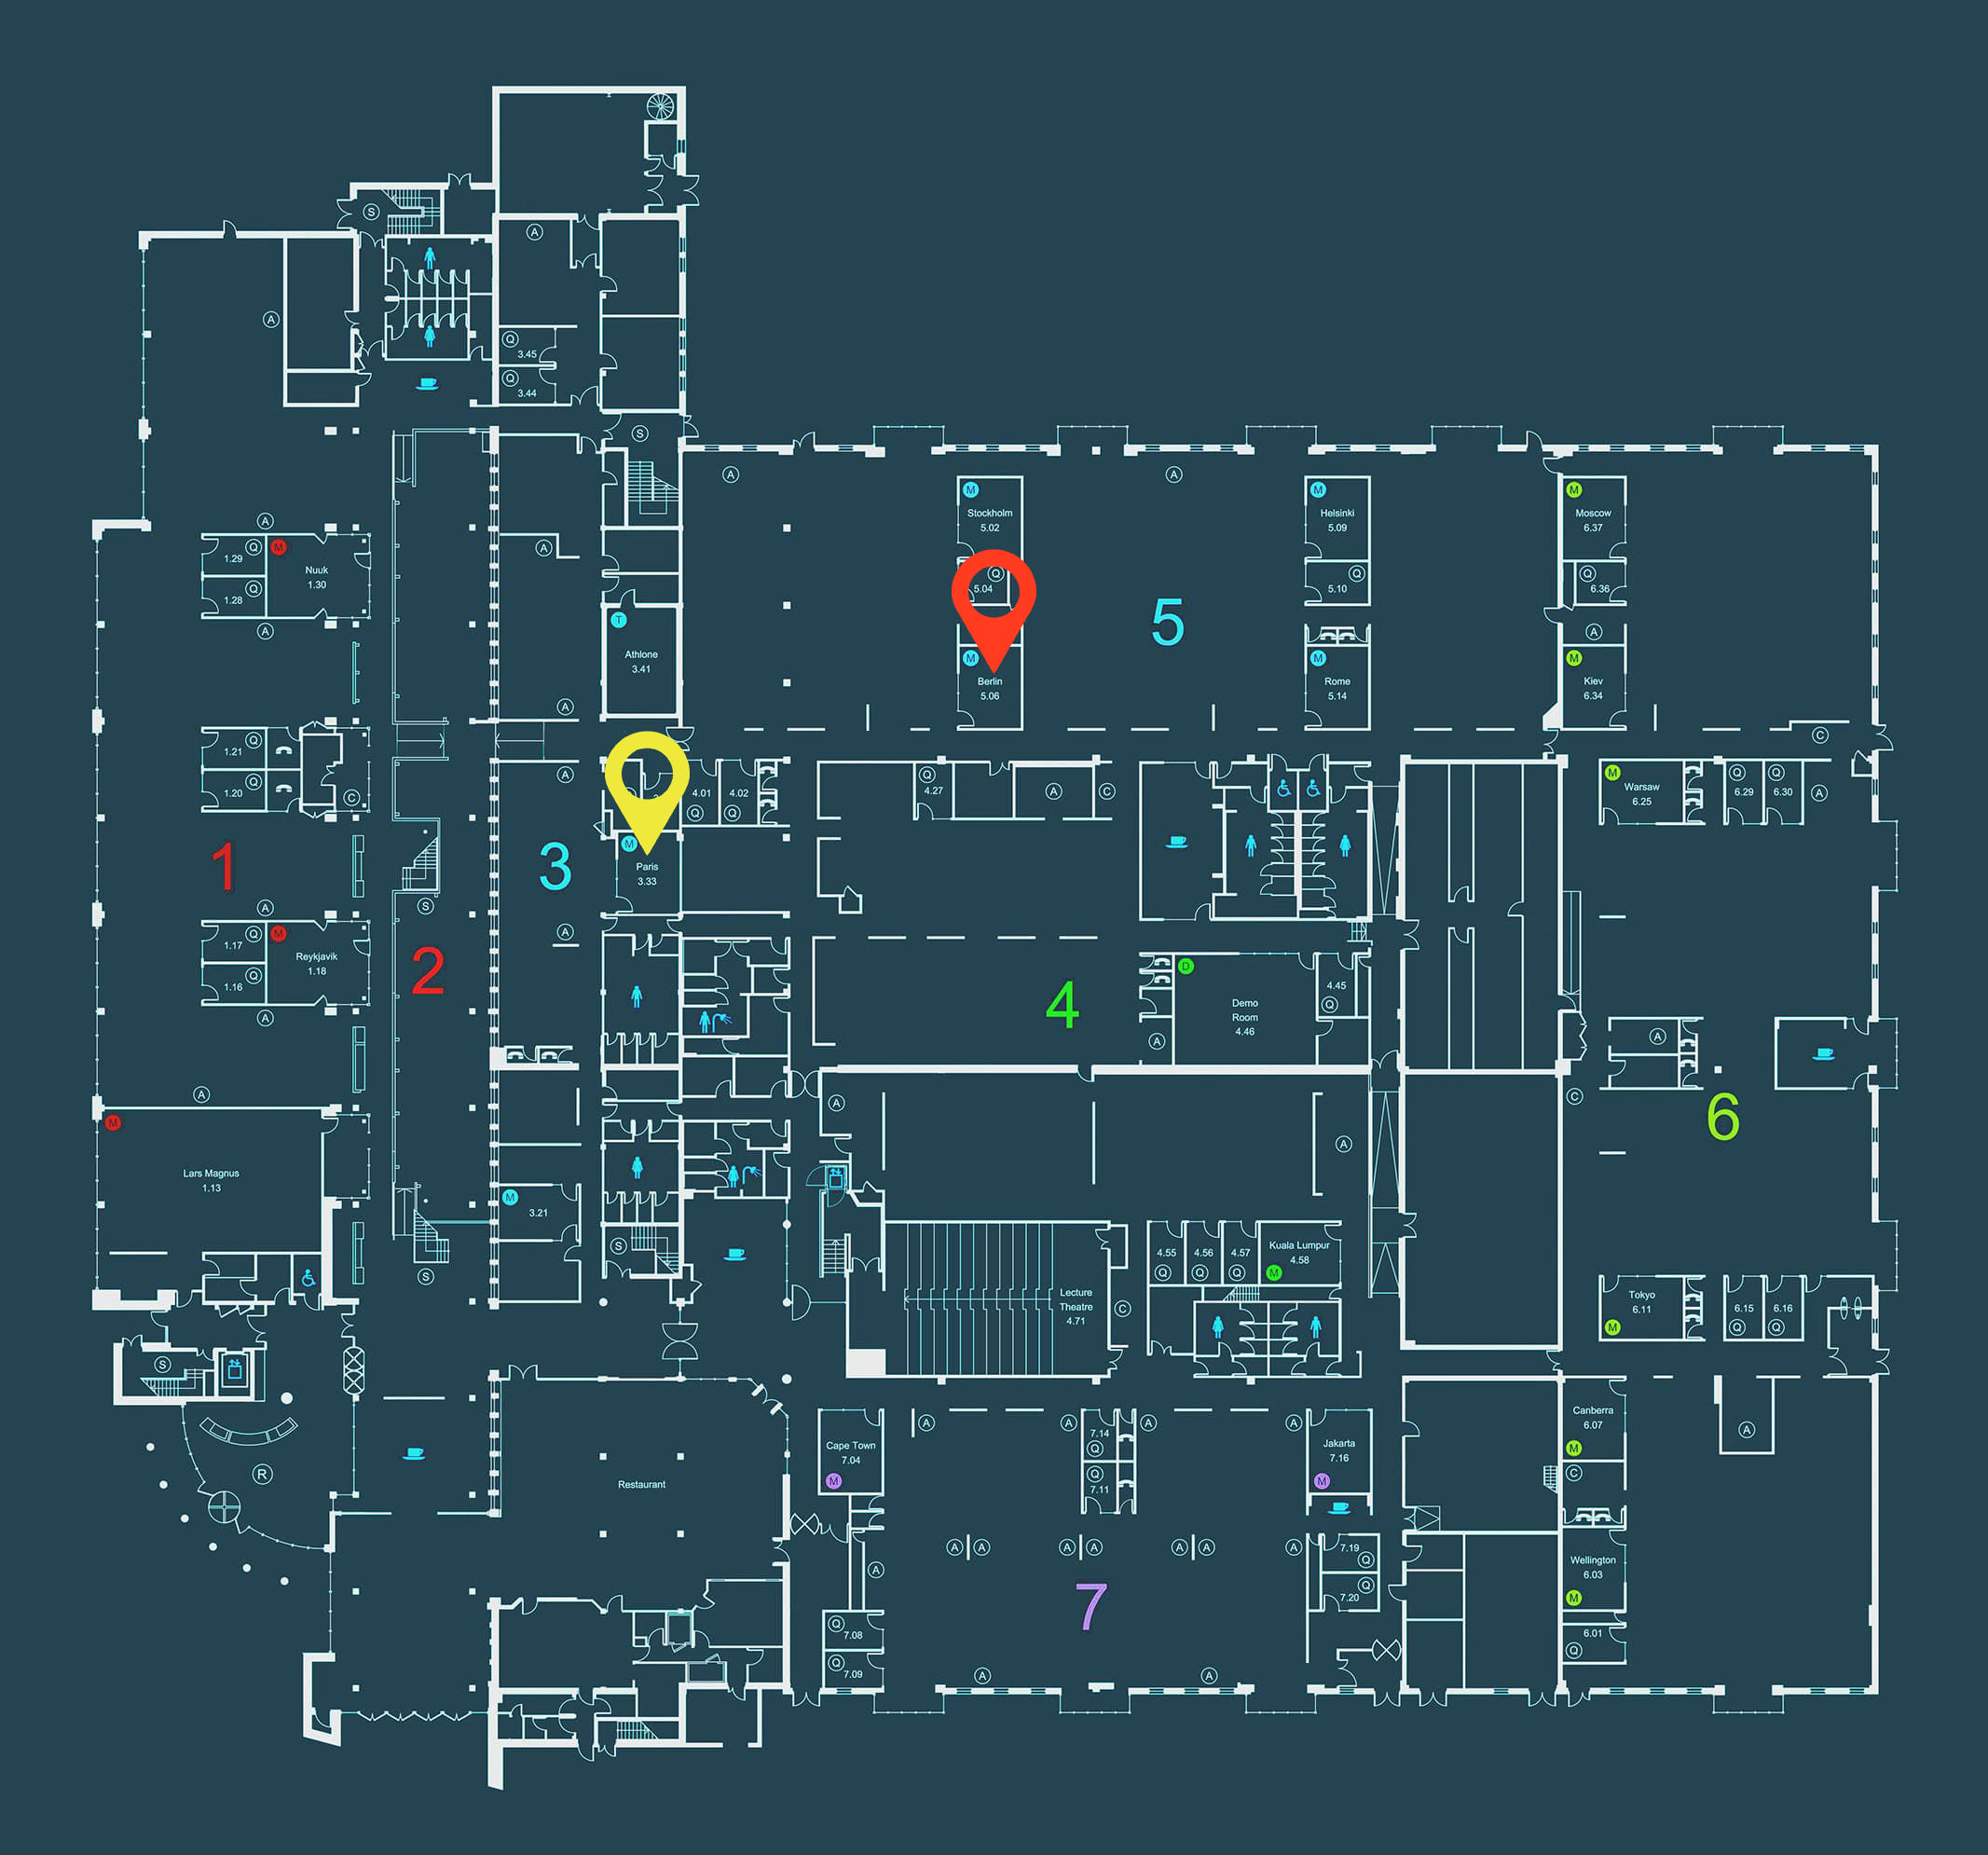 S
A
A
Q
3.45
Q
3.44
S
A
A
M
Stockholm
5.02
M
Helsinki
5.09
M
Moscow
6.37
A
1.29
Q
M
Nuuk
1.30
1.28
Q
A
A
Q
5.04
Q
5.10
Q
6.36
5
T
Athlone
3.41
A
M
Berlin
5.06
M
Rome
5.14
M
Kiev
6.34
A
1.21
Q
1.20
Q
C
A
4.01
Q
4.02
Q
Q
4.27
A
C
M
Warsaw
6.25
Q
6.29
Q
6.30
A
C
1
3
M
Paris
3.33
A
S
A
1.17
Q
M
Reykjavik
1.18
1.16
Q
A
2
4
M
D
Demo
Room
4.46
4.45
Q
A
A
C
6
A
M
Lars Magnus
1.13
A
A
M
3.21
S
S
4.55
Q
4.56
Q
4.57
Q
Kuala Lumpur
4.58
M
Lecture
Theatre
4.71
C
Tokyo
6.11
M
6.15
Q
6.16
Q
S
R
Restaurant
Cape Town
7.04
M
A
A
7.14
Q
Q
7.11
A
A
Jakarta
7.16
M
Canberra
6.07
M
C
A
A
A
A
A
A
A
A
A
7.19
Q
Q
7.20
Wellington
6.03
M
7
Q
7.08
Q
7.09
6.01
Q
A
A